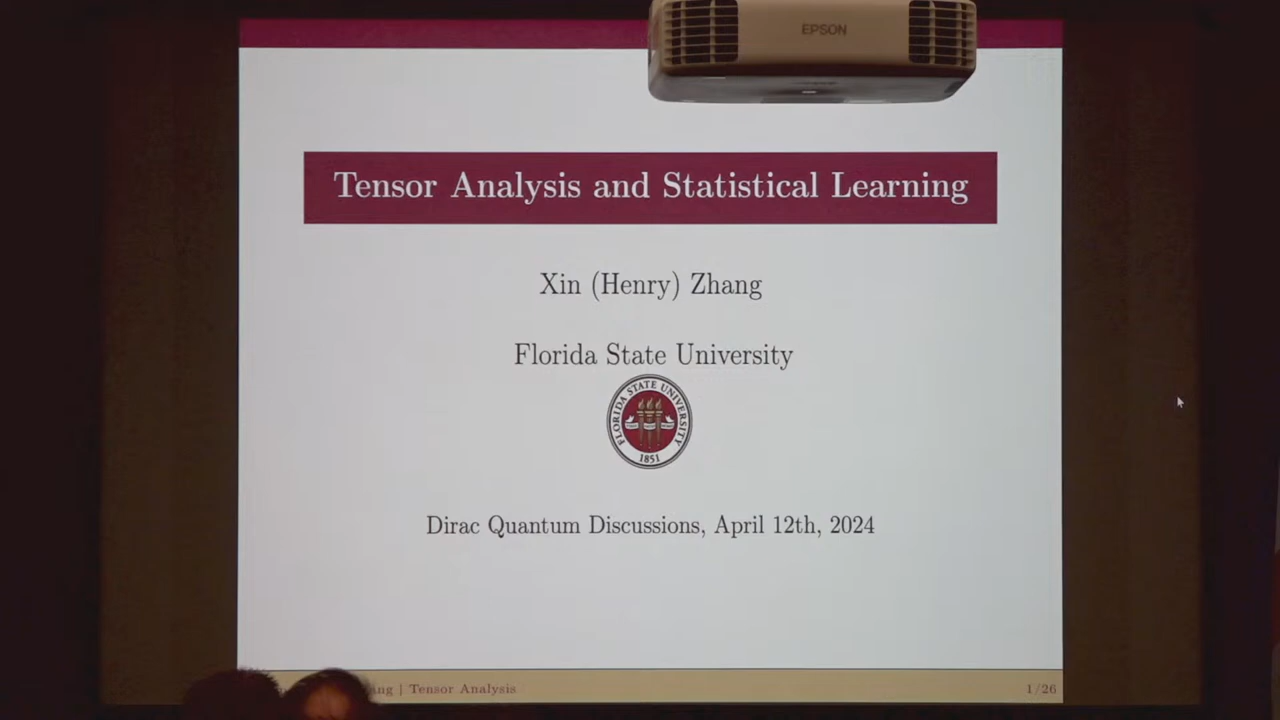 EPSON
Tensor Analysis and Statistical Learning
Xin (Henry) Zhang
Florida State University
FLORIDA STATE UNIVERSITY
1851
Dirac Quantum Discussions, April 12th, 2024
| Tensor Analysis
1/26